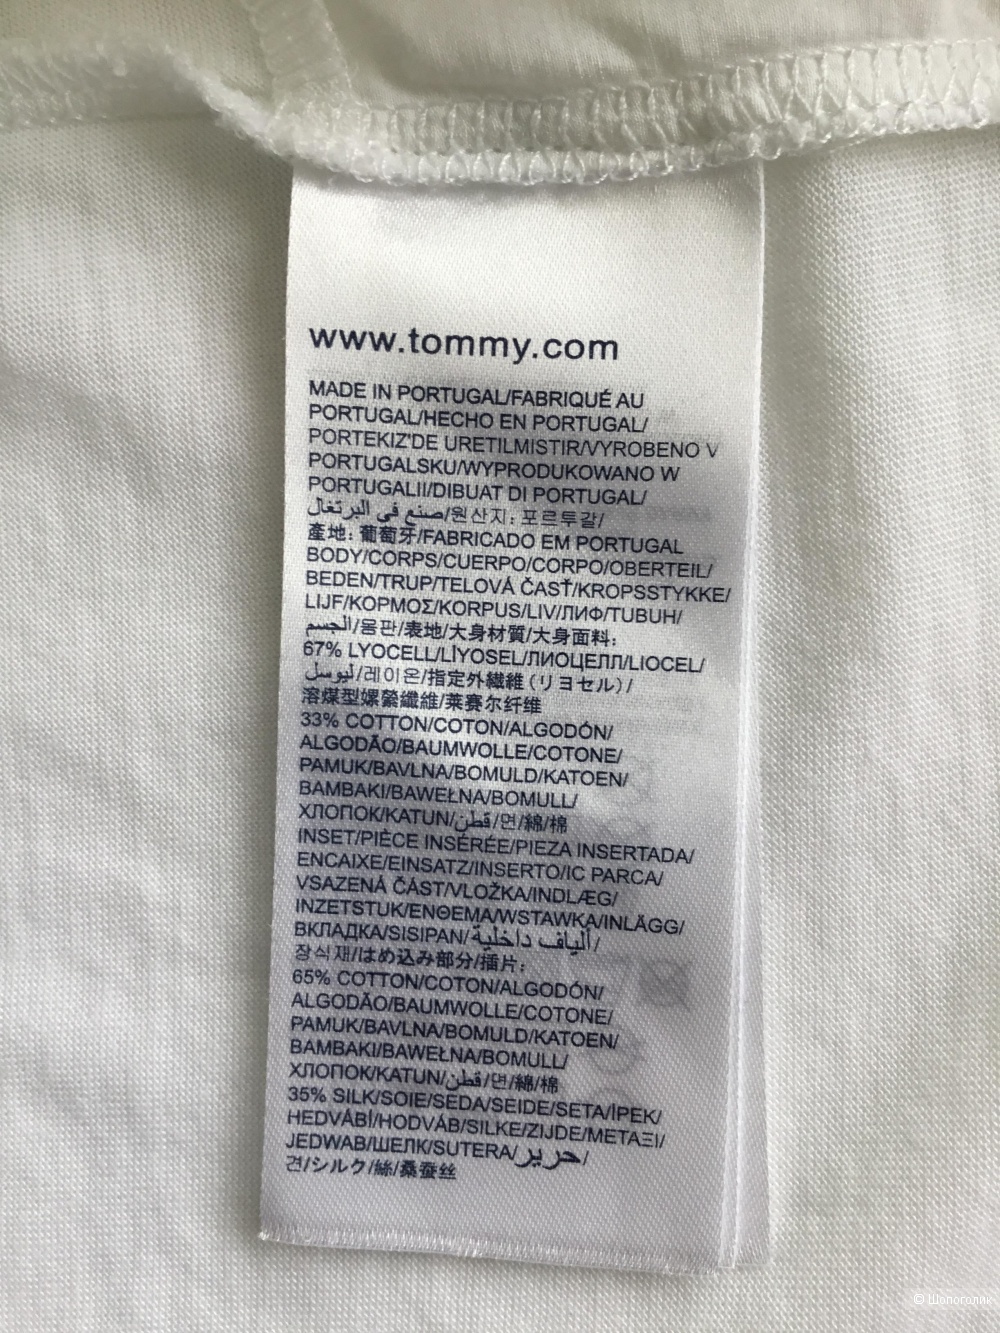 www.tommy.com
MADE IN PORTUGAL/FABRIQUÉ AU
PORTUGAL/HECHO EN PORTUGAL/
PORTEKIZ'DE URETILMISTIR/VYROBENO V
PORTUGALSKU/WYPRODUKOWANO W
PORTUGALII/DIBUAT DI PORTUGAL/
صنع في البرتغال/원산지: 포르투갈/
產地: 葡萄牙/FABRICADO EM PORTUGAL
BODY/CORPS/CUERPO/CORPO/OBERTEIL/
BEDEN/TRUP/TELOVÁ ČASŤ/KROPSSTYKKE/
LIJF/ΚΟΡΜΟΣ/KORPUS/LIV/ЛИФ/TUBUH/
الجسم/몸판/表地/大身材質/大身面料:
67% LYOCELL/LİYOSEL/ЛИОЦЕЛЛ/LIOCEL/
ليوسل/레이온/指定外繊維 (リヨセル) /
溶媒型嫘縈纖維/莱赛尔纤维
33% COTTON/COTON/ALGODÓN/
ALGODÃO/BAUMWOLLE/COTONE/
PAMUK/BAVLNA/BOMULD/KATOEN/
BAMBAKI/BAWEŁNA/BOMULL/
ХЛОПОК/KATUN/قطن/면/綿/棉
INSET/PIÈCE INSÉRÉE/PIEZA INSERTADA/
ENCAIXE/EINSATZ/INSERTO/IC PARCA/
VSAZENÁ ČÁST/VLOŽKA/INDLÆG/
INZETSTUK/ΕΝΘΕΜΑ/WSTAWKA/INLÄGG/
ВКЛАДКА/SISIPAN/ألياف داخلية/
장식재/はめ込み部分/插片:
65% COTTON/COTON/ALGODÓN/
ALGODÃO/BAUMWOLLE/COTONE/
PAMUK/BAVLNA/BOMULD/KATOEN/
BAMBAKI/BAWEŁNA/BOMULL/
ХЛОПОК/KATUN/قطن/면/綿/棉
35% SILK/SOIE/SEDA/SEIDE/SETA/İPEK/
HEDVÁBÍ/HODVÁB/SILKE/ZIJDE/ΜΕΤΑΞΙ/
JEDWAB/ШЕЛК/SUTERA/حرير/
견/シルク/絲/桑蚕丝
© Шопоголик